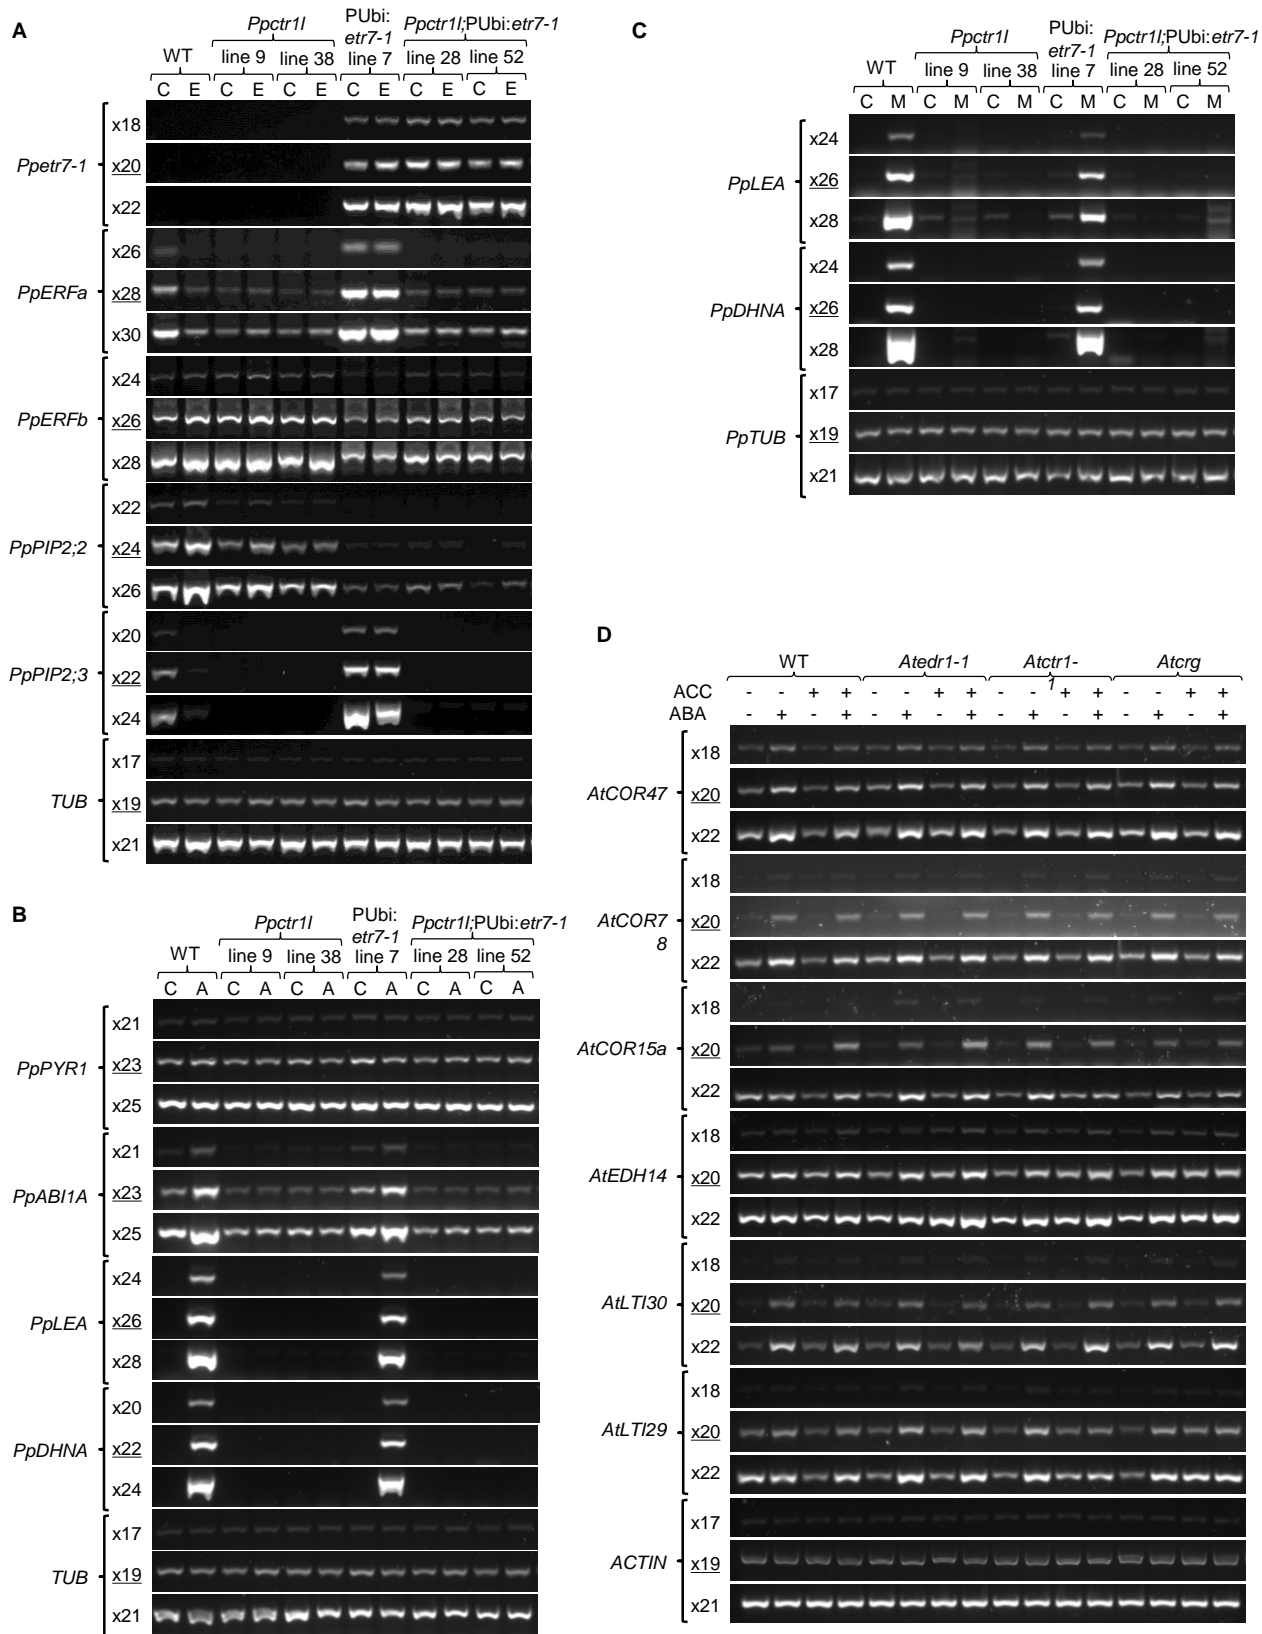 A
Ppctr1l
PUbi:
etr7-1
Ppctr1l;PUbi:etr7-1
WT
line 9
line 38
line 7
line 28
line 52
C E C E C E C E C E C E
Ppetr7-1
x18
x20
x22
PpERFa
x26
x28
x30
PpERFb
x24
x26
x28
PpPIP2;2
x22
x24
x26
PpPIP2;3
x20
x22
x24
TUB
x17
x19
x21
B
Ppctr1l
PUbi:
etr7-1
Ppctr1l;PUbi:etr7-1
WT
line 9
line 38
line 7
line 28
line 52
C A C A C A C A C A C A
PpPYR1
x21
x23
x25
PpABI1A
x21
x23
x25
PpLEA
x24
x26
x28
PpDHNA
x20
x22
x24
TUB
x17
x19
x21
C
Ppctr1l
PUbi:
etr7-1
Ppctr1l;PUbi:etr7-1
WT
line 9
line 38
line 7
line 28
line 52
C M C M C M C M C M C M
PpLEA
x24
x26
x28
PpDHNA
x24
x26
x28
PpTUB
x17
x19
x21
D
WT
Atedr1-1
Atctr1-
1
Atcrg
ACC - - + + - - + + - - + + - - + +
ABA - + - + - + - + - + - + - + - +
AtCOR47
x18
x20
x22
AtCOR7
8
x18
x20
x22
AtCOR15a
x18
x20
x22
AtEDH14
x18
x20
x22
AtLTI30
x18
x20
x22
AtLTI29
x18
x20
x22
ACTIN
x17
x19
x21